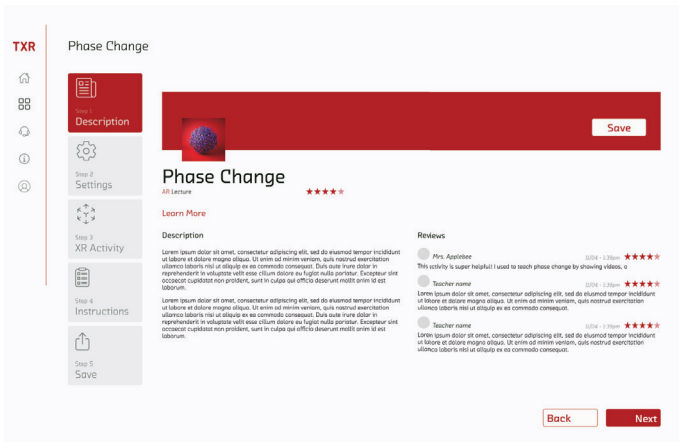 TXR
Phase Change
Step 1
Description
Step 2
Settings
Step 3
XR Activity
Step 4
Instructions
Step 5
Save
Save
Phase Change
AR Lecture
Learn More
Description
Lorem ipsum dolor sit amet, consectetur adipiscing elit, sed do eiusmod tempor incididunt
ut labore et dolore magna aliqua. Ut enim ad minim veniam, quis nostrud exercitation
ullamco laboris nisi ut aliquip ex ea commodo consequat. Duis aute irure dolor in
reprehenderit in voluptate velit esse cillum dolore eu fugiat nulla pariatur. Excepteur sint
occaecat cupidatat non proident, sunt in culpa qui officia deserunt mollit anim id est
laborum.
Lorem ipsum dolor sit amet, consectetur adipiscing elit, sed do eiusmod tempor incididunt
ut labore et dolore magna aliqua. Ut enim ad minim veniam, quis nostrud exercitation
ullamco laboris nisi ut aliquip ex ea commodo consequat. Duis aute irure dolor in
reprehenderit in voluptate velit esse cillum dolore eu fugiat nulla pariatur. Excepteur sint
occaecat cupidatat non proident, sunt in culpa qui officia deserunt mollit anim id est
laborum.
Reviews
Mrs. Applebee
11/04 - 1:39pm
This activity is super helpful! I used to teach phase change by showing videos, a
Teacher name
11/04 - 1:39pm
Lorem ipsum dolor sit amet, consectetur adipiscing elit, sed do eiusmod tempor incididunt
ut labore et dolore magna aliqua. Ut enim ad minim veniam, quis nostrud exercitation
ullamco laboris nisi ut aliquip ex ea commodo consequat.
Teacher name
11/04 - 1:39pm
Lorem ipsum dolor sit amet, consectetur adipiscing elit, sed do eiusmod tempor incididunt
ut labore et dolore magna aliqua. Ut enim ad minim veniam, quis nostrud exercitation
ullamco laboris nisi ut aliquip ex ea commodo consequat.
Back
Next